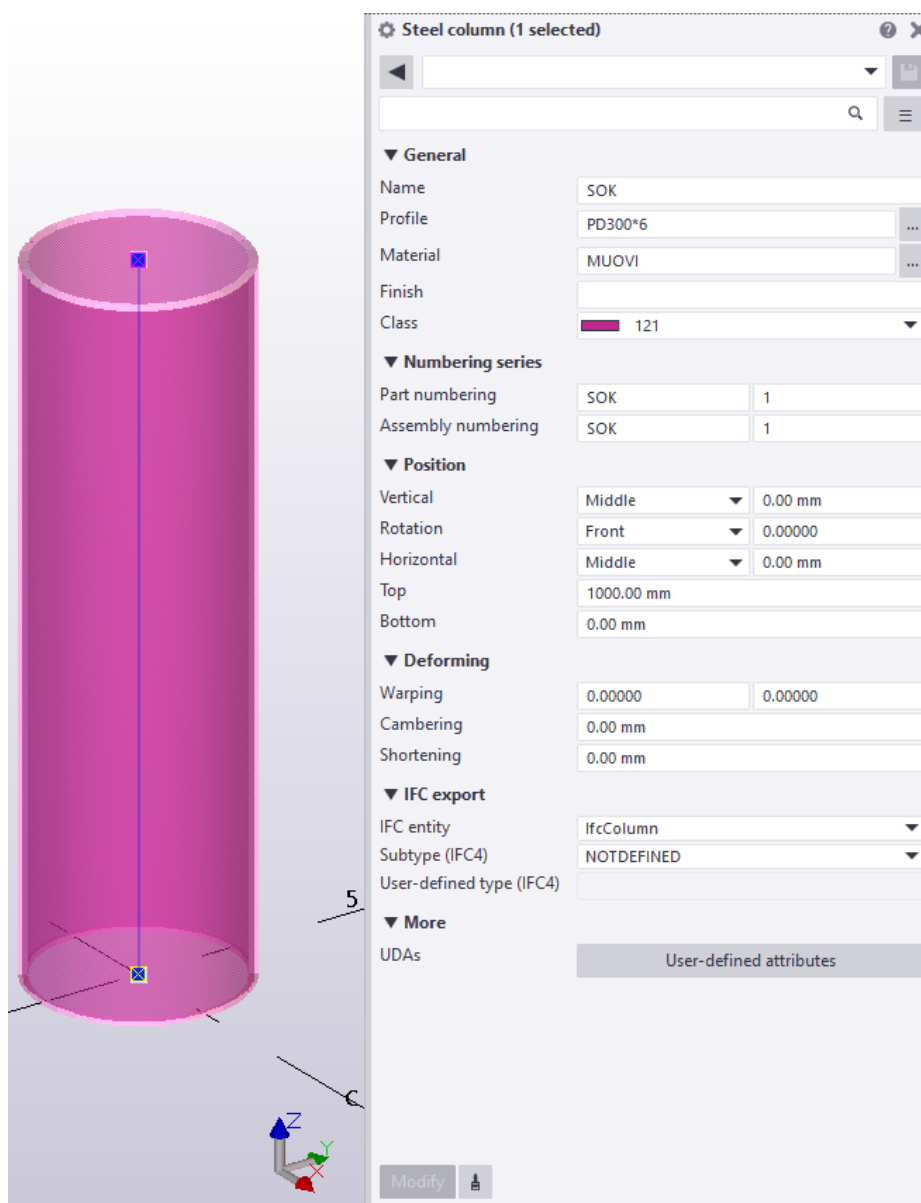 Steel column (1 selected)
General
Name SOK
Profile PD300*6 ...
Material MUOVI ...
Finish
Class 121
Numbering series
Part numbering SOK 1
Assembly numbering SOK 1
Position
Vertical Middle 0.00 mm
Rotation Front 0.00000
Horizontal Middle 0.00 mm
Top 1000.00 mm
Bottom 0.00 mm
Deforming
Warping 0.00000 0.00000
Cambering 0.00 mm
Shortening 0.00 mm
IFC export
IFC entity IfcColumn
Subtype (IFC4) NOTDEFINED
User-defined type (IFC4)
5
More
UDAs User-defined attributes
C
Z
Y
X
Modify